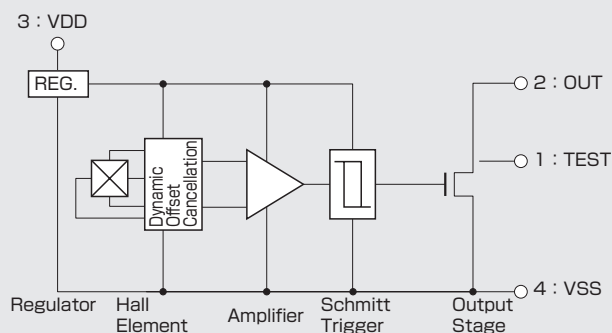 3 : VDD
REG.
2 : OUT
1 : TEST
Dynamic
Offset
Cancellation
4 : VSS
Regulator
Hall
Element
Amplifier
Schmitt
Trigger
Output
Stage